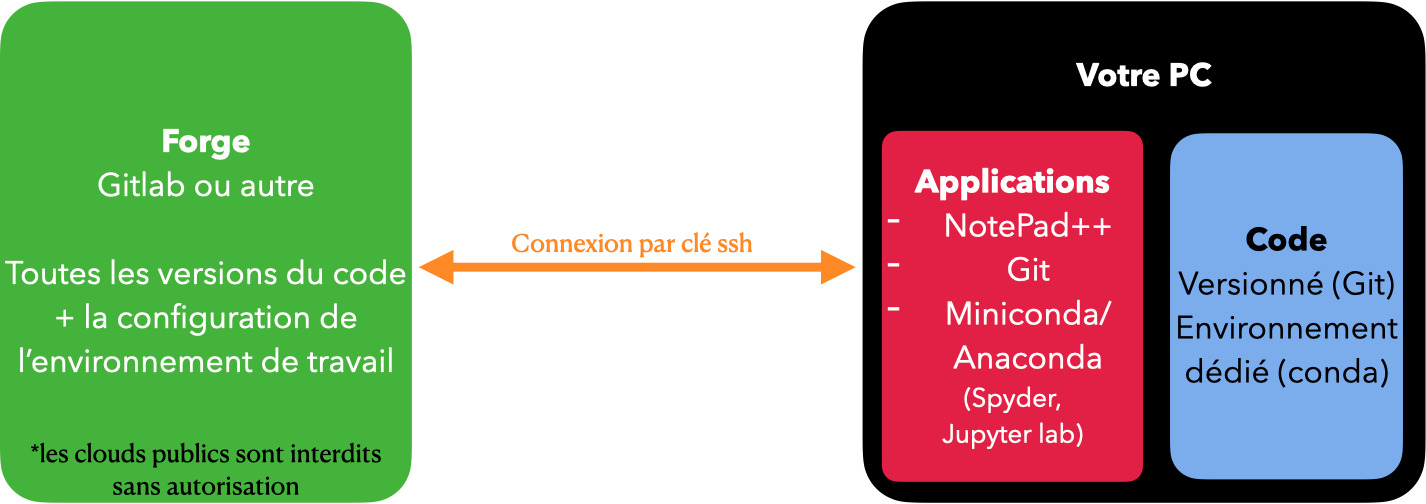 Forge
Gitlab ou autre
Toutes les versions du code
+ la configuration de
l’environnement de travail
*les clouds publics sont interdits
sans autorisation
Connexion par clé ssh
Votre PC
Applications
- NotePad++
- Git
- Miniconda/
Anaconda
(Spyder,
Jupyter lab)
Code
Versionné (Git)
Environnement
dédié (conda)